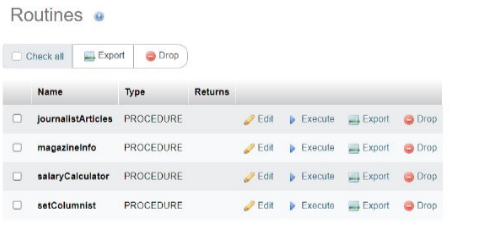 Routines
Check all Export Drop
Name Type Returns
journalistArticles PROCEDURE Edit Execute Export Drop
magazineInfo PROCEDURE Edit Execute Export Drop
salaryCalculator PROCEDURE Edit Execute Export Drop
setColumnist PROCEDURE Edit Execute Export Drop